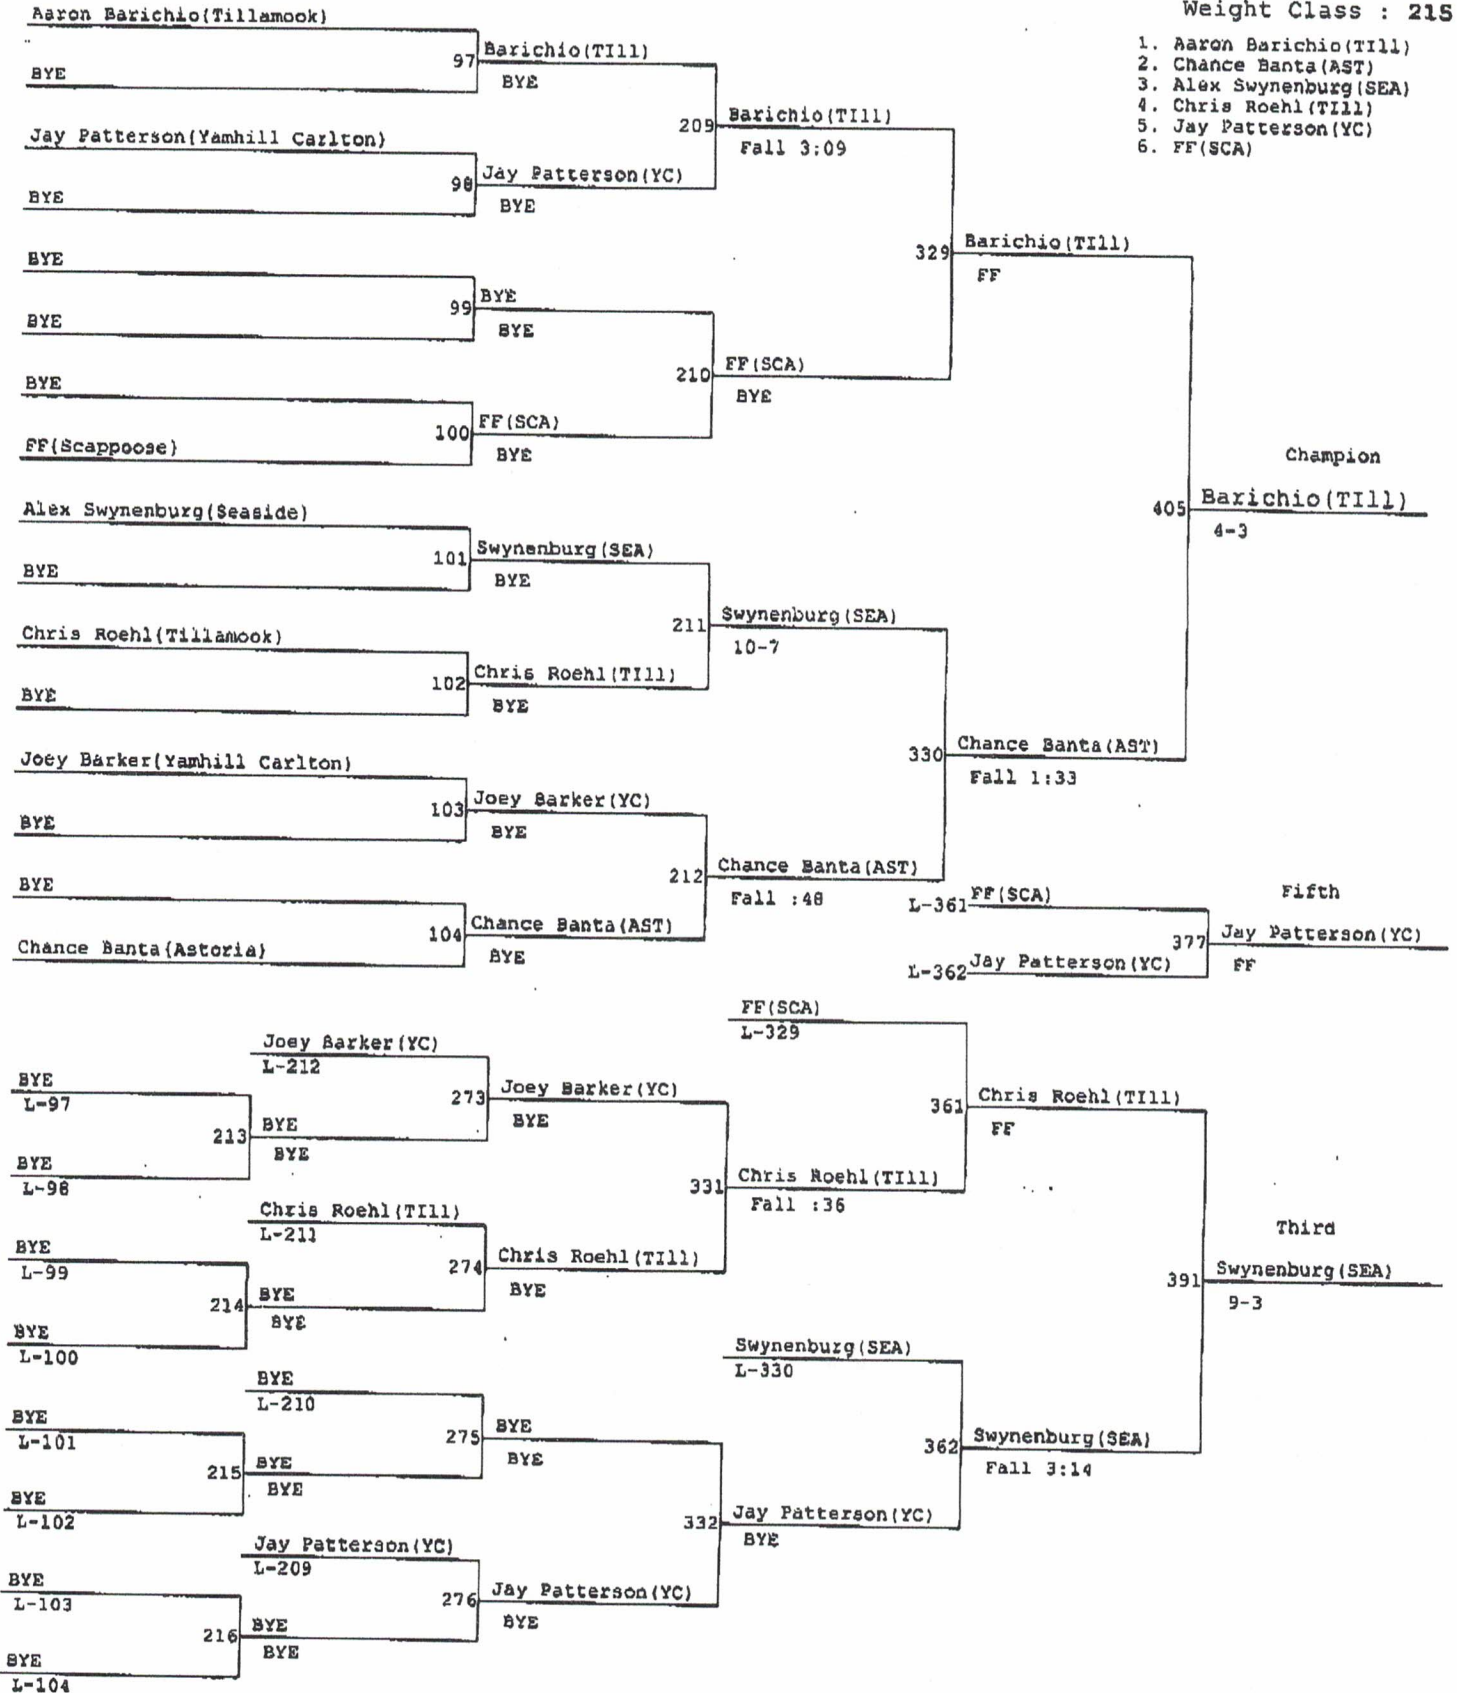 Weight Class : 215
1. Aaron Barichio(TIll)
2. Chance Banta(AST)
3. Alex Swynenburg(SEA)
4. Chris Roehl(TIll)
5. Jay Patterson(YC)
6. FF(SCA)
Aaron Barichio(Tillamook)
97
Barichio(TIll)
BYE
BYE
209
Barichio(TIll)
Fall 3:09
Jay Patterson(Yamhill Carlton)
98
Jay Patterson(YC)
BYE
BYE
329
Barichio(TIll)
FF
BYE
99
BYE
BYE
BYE
210
FF(SCA)
BYE
BYE
100
FF(SCA)
BYE
FF(Scappoose)
Champion
405
Barichio(TIll)
4-3
Alex Swynenburg(Seaside)
101
Swynenburg(SEA)
BYE
BYE
211
Swynenburg(SEA)
10-7
Chris Roehl(Tillamook)
102
Chris Roehl(TIll)
BYE
BYE
330
Chance Banta(AST)
Fall 1:33
Joey Barker(Yamhill Carlton)
103
Joey Barker(YC)
BYE
BYE
212
Chance Banta(AST)
Fall :48
BYE
104
Chance Banta(AST)
BYE
Chance Banta(Astoria)
Fifth
L-361
FF(SCA)
377
Jay Patterson(YC)
FF
L-362
Jay Patterson(YC)
FF(SCA)
L-329
Joey Barker(YC)
L-212
273
Joey Barker(YC)
BYE
BYE
L-97
213
BYE
BYE
BYE
L-98
361
Chris Roehl(TIll)
FF
331
Chris Roehl(TIll)
Fall :36
Chris Roehl(TIll)
L-211
274
Chris Roehl(TIll)
BYE
BYE
L-99
214
BYE
BYE
BYE
L-100
Third
391
Swynenburg(SEA)
9-3
Swynenburg(SEA)
L-330
BYE
L-210
275
BYE
BYE
BYE
L-101
215
BYE
BYE
BYE
L-102
362
Swynenburg(SEA)
Fall 3:14
332
Jay Patterson(YC)
BYE
Jay Patterson(YC)
L-209
276
Jay Patterson(YC)
BYE
BYE
L-103
216
BYE
BYE
BYE
L-104